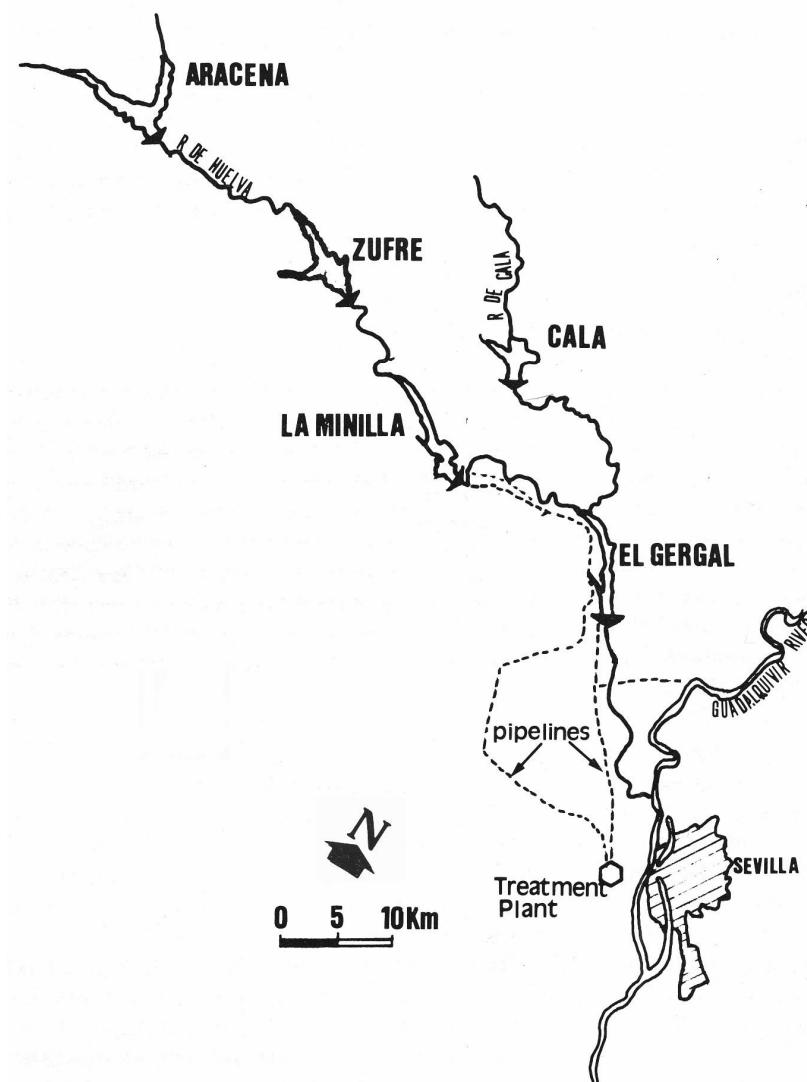 ARACENA
R DE HUELVA
ZUFRE
R DE CALA
CALA
LA MINILLA
EL GERGAL
GUADALQUIVIR RIVER
pipelines
N
Treatment
Plant
SEVILLA
0 5 10Km